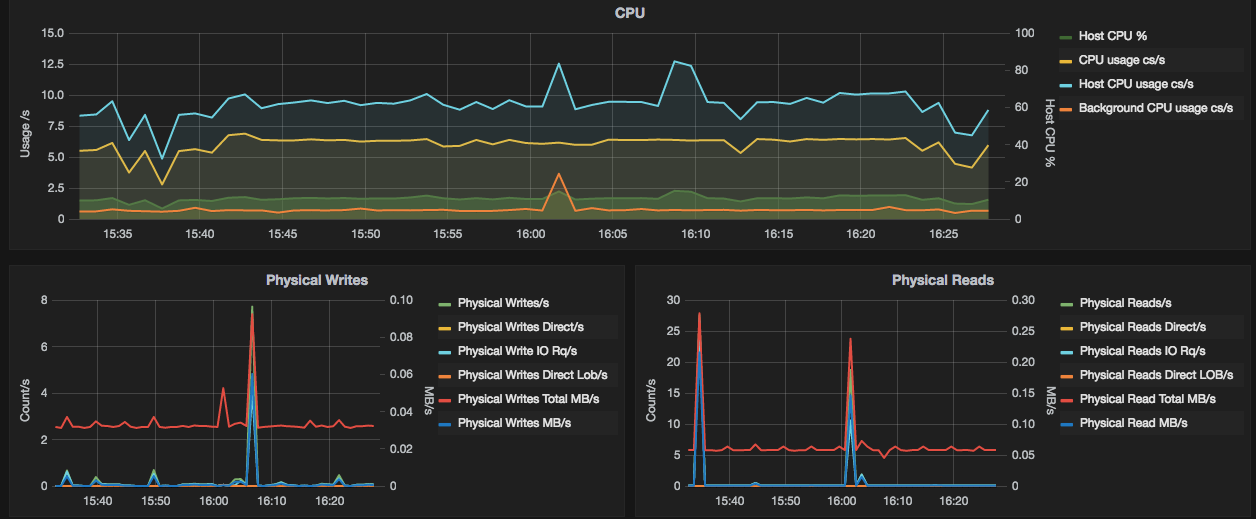 CPU
15.0
12.5
10.0
7.5
5.0
2.5
0
Usage /s
100
80
60
40
20
0
Host CPU %
15:35 15:40 15:45 15:50 15:55 16:00 16:05 16:10 16:15 16:20 16:25
Host CPU %
CPU usage cs/s
Host CPU usage cs/s
Background CPU usage cs/s
Physical Writes
8
6
4
2
0
Count/s
0.10
0.08
0.06
0.04
0.02
0
MB/s
15:40 15:50 16:00 16:10 16:20
Physical Writes/s
Physical Writes Direct/s
Physical Write IO Rq/s
Physical Writes Direct Lob/s
Physical Writes Total MB/s
Physical Writes MB/s
Physical Reads
30
25
20
15
10
5
0
Count/s
0.30
0.25
0.20
0.15
0.10
0.05
0
MB/s
15:40 15:50 16:00 16:10 16:20
Physical Reads/s
Physical Reads Direct/s
Physical Reads IO Rq/s
Physical Reads Direct LOB/s
Physical Read Total MB/s
Physical Read MB/s